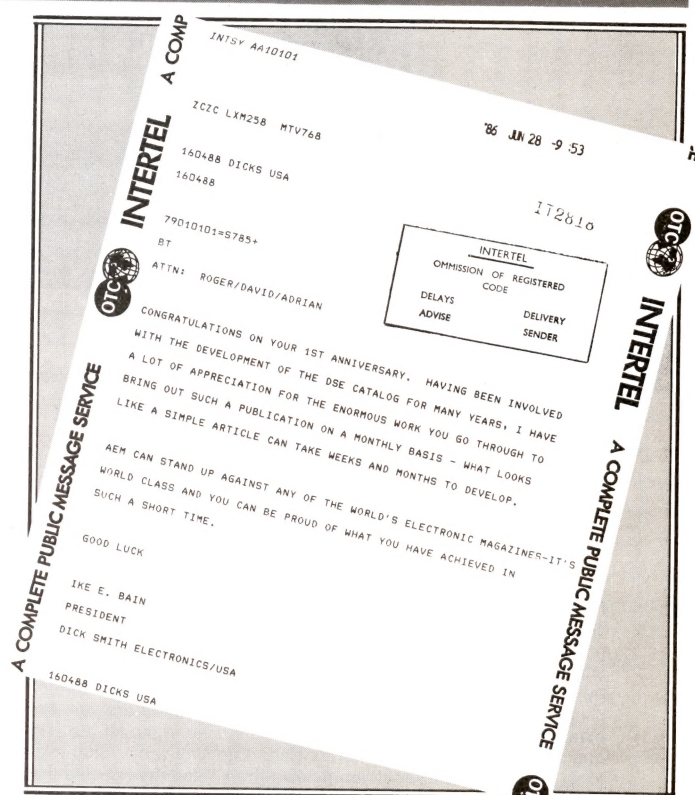 A COMP
INTSY AA10101
ZCZC LXM258 MTV768
'86 JUN 28 -9:53
160488 DICKS USA
160488
IT2816
79010101=S785+
BT
ATTN: ROGER/DAVID/ADRIAN
INTERTEL
OMMISSION OF REGISTERED
CODE
DELAYS DELIVERY
ADVISE SENDER
CONGRATULATIONS ON YOUR 1ST ANNIVERSARY. HAVING BEEN INVOLVED
WITH THE DEVELOPMENT OF THE DSE CATALOG FOR MANY YEARS, I HAVE
A LOT OF APPRECIATION FOR THE ENORMOUS WORK YOU GO THROUGH TO
BRING OUT SUCH A PUBLICATION ON A MONTHLY BASIS - WHAT LOOKS
LIKE A SIMPLE ARTICLE CAN TAKE WEEKS AND MONTHS TO DEVELOP.
AEM CAN STAND UP AGAINST ANY OF THE WORLD'S ELECTRONIC MAGAZINES-IT'S
WORLD CLASS AND YOU CAN BE PROUD OF WHAT YOU HAVE ACHIEVED IN
SUCH A SHORT TIME.
GOOD LUCK
IKE E. BAIN
PRESIDENT
DICK SMITH ELECTRONICS/USA
160488 DICKS USA
A COMPLETE PUBLIC MESSAGE SERVICE
OTC
INTERTEL
OTC
INTERTEL
A COMPLETE PUBLIC MESSAGE SERVICE